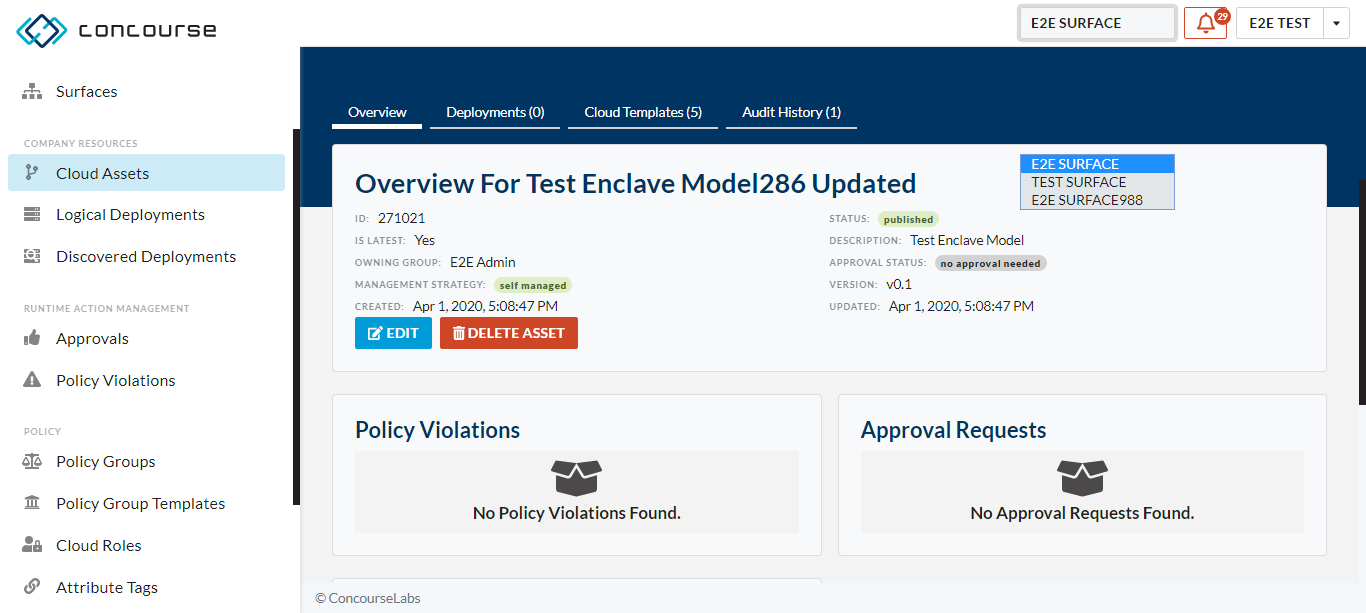 concourse
E2E SURFACE
29
E2E TEST
Surfaces
COMPANY RESOURCES
Cloud Assets
Logical Deployments
Discovered Deployments
RUNTIME ACTION MANAGEMENT
Approvals
Policy Violations
POLICY
Policy Groups
Policy Group Templates
Cloud Roles
Attribute Tags
Overview
Deployments (0)
Cloud Templates (5)
Audit History (1)
E2E SURFACE
TEST SURFACE
E2E SURFACE988
Overview For Test Enclave Model286 Updated
ID: 271021
IS LATEST: Yes
OWNING GROUP: E2E Admin
MANAGEMENT STRATEGY: self managed
CREATED: Apr 1, 2020, 5:08:47 PM
STATUS: published
DESCRIPTION: Test Enclave Model
APPROVAL STATUS: no approval needed
VERSION: v0.1
UPDATED: Apr 1, 2020, 5:08:47 PM
EDIT
DELETE ASSET
Policy Violations
No Policy Violations Found.
Approval Requests
No Approval Requests Found.
© ConcourseLabs